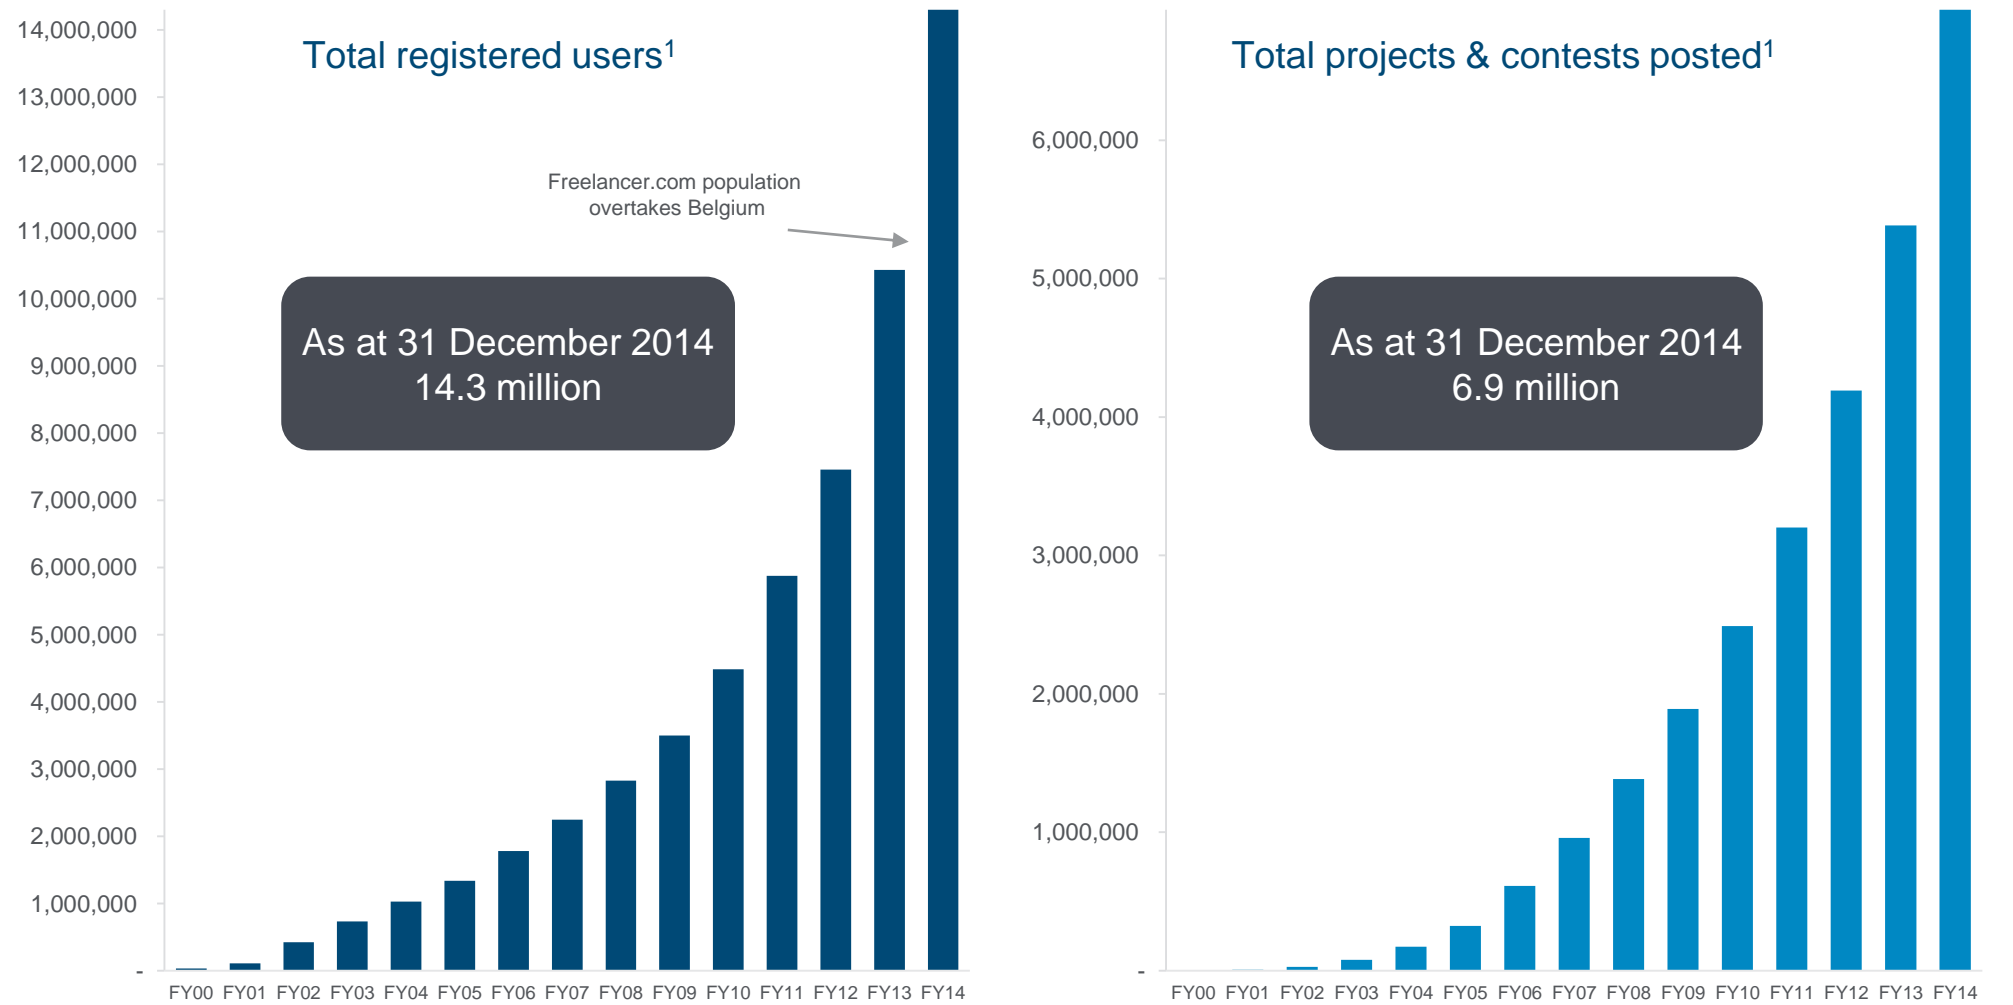 Total registered users¹
14,000,000
13,000,000
12,000,000
11,000,000
10,000,000
9,000,000
8,000,000
7,000,000
6,000,000
5,000,000
4,000,000
3,000,000
2,000,000
1,000,000
-
Freelancer.com population
overtakes Belgium
As at 31 December 2014
14.3 million
FY00 FY01 FY02 FY03 FY04 FY05 FY06 FY07 FY08 FY09 FY10 FY11 FY12 FY13 FY14
Total projects & contests posted¹
6,000,000
5,000,000
4,000,000
3,000,000
2,000,000
1,000,000
-
As at 31 December 2014
6.9 million
FY00 FY01 FY02 FY03 FY04 FY05 FY06 FY07 FY08 FY09 FY10 FY11 FY12 FY13 FY14